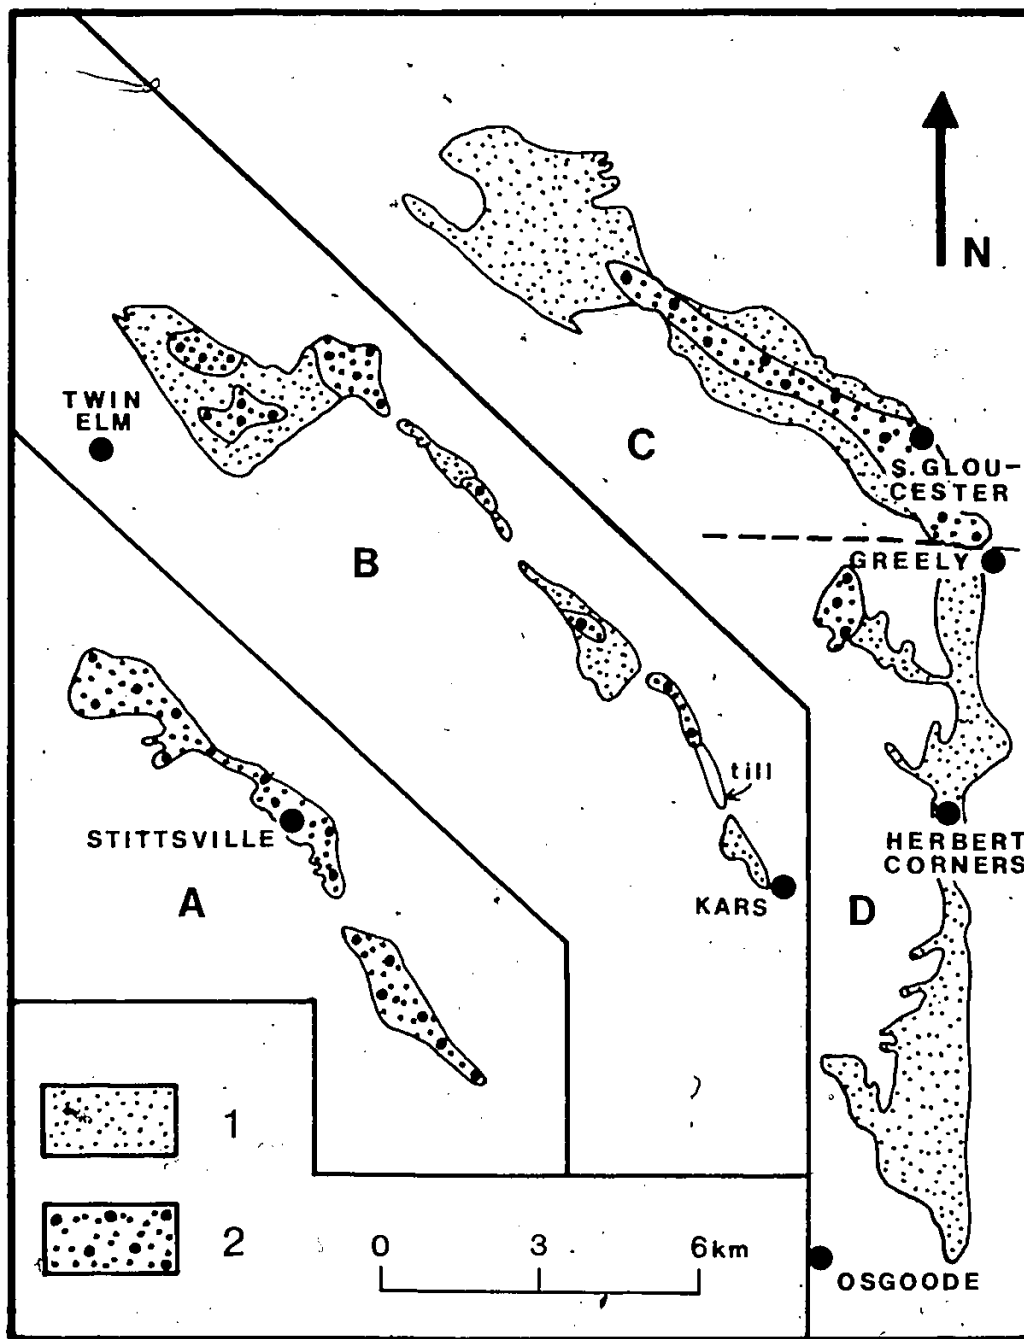 N
TWIN
ELM
C
S.GLOU-
CESTER
B
GREELY
till
STITTSVILLE
HERBERT
CORNERS
A
KARS
D
1
2
0 3 6km
OSGOODE